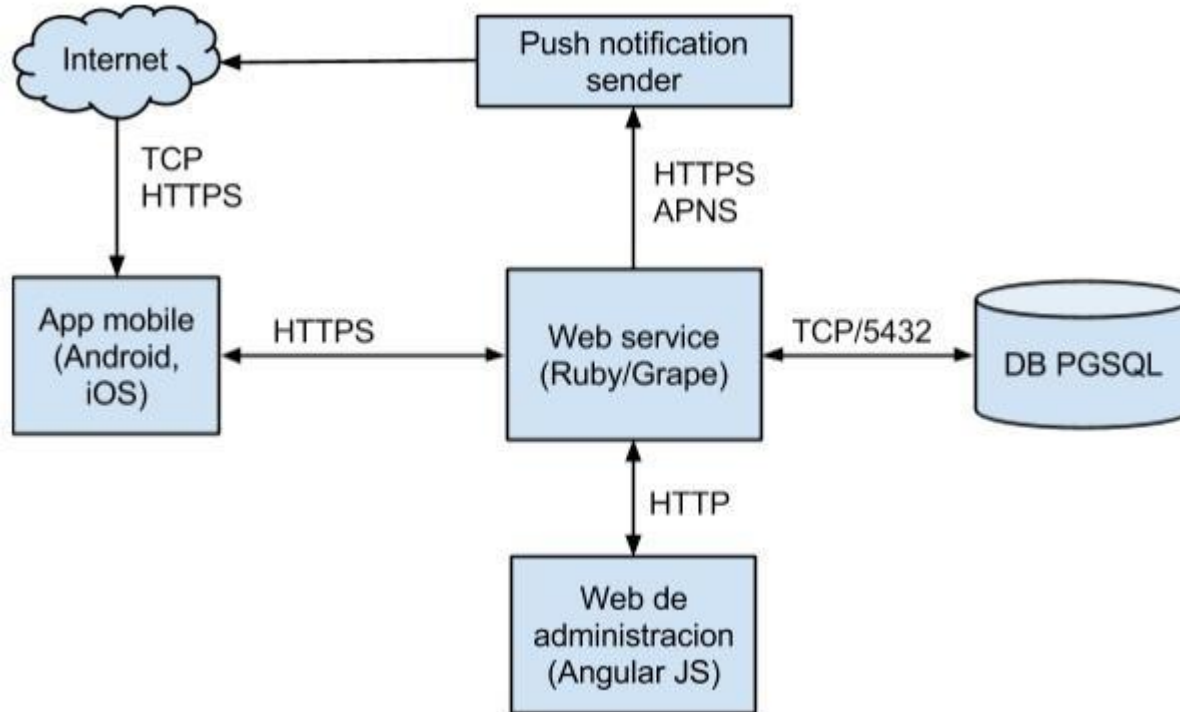 Internet
Push notification
sender
TCP
HTTPS
HTTPS
APNS
App mobile
(Android,
iOS)
HTTPS
Web service
(Ruby/Grape)
TCP/5432
DB PGSQL
HTTP
Web de
administracion
(Angular JS)